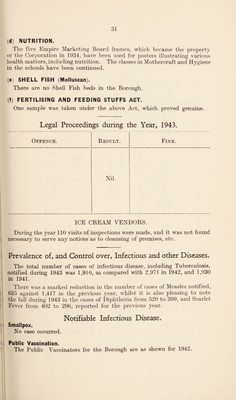 31
(d) NUTRITION.
The five Empire Marketing Board frames, which became the property
of the Corporation in 1934, have been used for posters illustrating various
health matters, including nutrition. The classes in Mothercraft and Hygiene
in the schools have been continued.
(e) SHELL FISH (Molluscan).
There are no Shell Fish beds in the Borough.
(f) FERTILISING AND FEEDING STUFFS ACT.
One sample was taken under the above Act, which proved genuine.
Legal Proceedings during the Year, 1943.
OFFENCE. RESULT. FINE.
Nil.
ICE CREAM VENDORS.
During the year 110 visits of inspections were made, and it was not found
necessary to serve any notices as to cleansing of premises, etc.
Prevalence of, and Control over, Infectious and other Diseases.
The total number of cases of infectious disease, including Tuberculosis,
notified during 1943 was 1,916, as compared with 2,971 in 1942, and 1,930
in 1941.
There was a marked reduction in the number of cases of Measles notified,
635 against 1,417 in the previous year, whilst it is also pleasing to note
the fall during 1943 in the cases of Diphtheria from 520 to 209, and Scarlet
Fever from 402 to 296, reported for the previous year.
Notifiable Infectious Disease.
Smallpox.
No case occurred.
Public Vaccination.
The Public Vaccinators for the Borough are as shown for 1942.